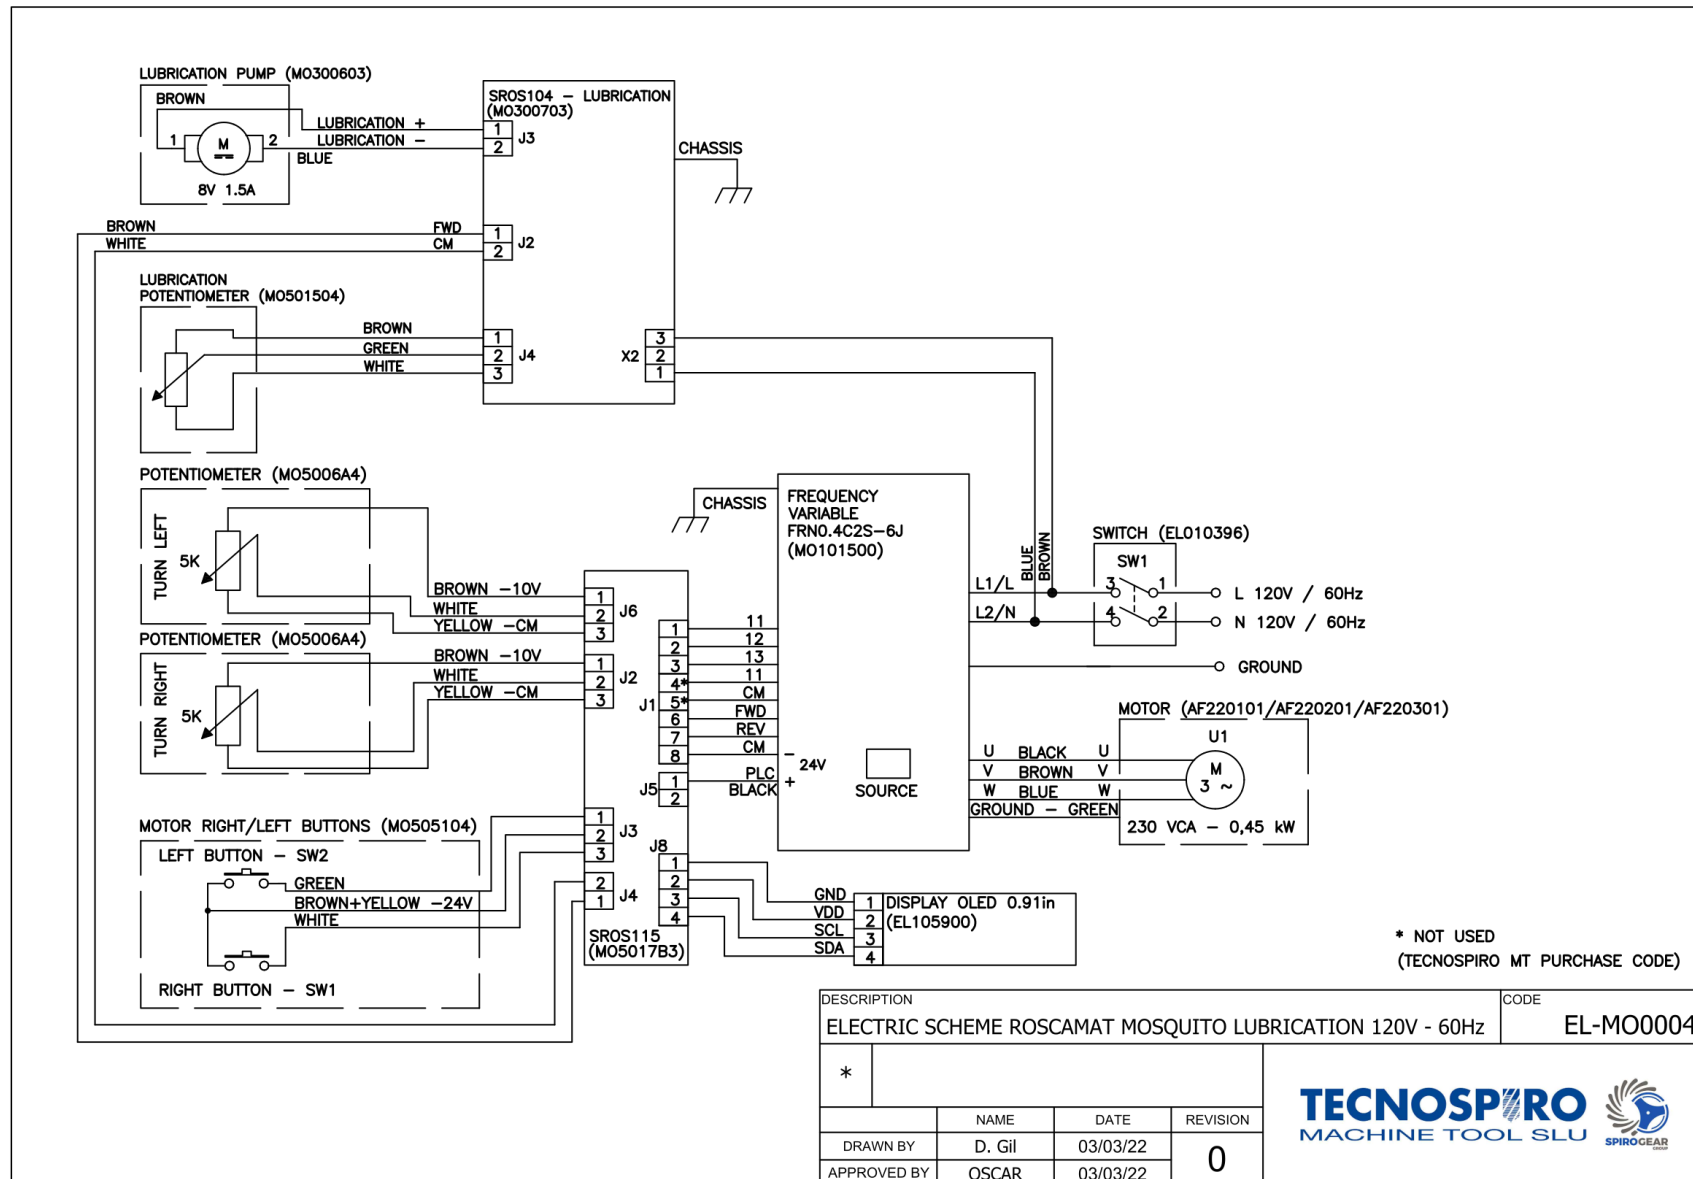 LUBRICATION PUMP (MO300603)
BROWN
LUBRICATION +
LUBRICATION -
BLUE
1
M
2
8V 1.5A
SROS104 - LUBRICATION
(MO300703)
1
2
J3
CHASSIS
BROWN
WHITE
FWD
CM
1
2
J2
LUBRICATION
POTENTIOMETER (MO501504)
BROWN
GREEN
WHITE
1
2
3
J4
X2
3
2
1
POTENTIOMETER (MO5006A4)
TURN LEFT
5K
BROWN -10V
WHITE
YELLOW -CM
1
2
3
J6
POTENTIOMETER (MO5006A4)
TURN RIGHT
5K
BROWN -10V
WHITE
YELLOW -CM
1
2
3
J2
J1
1
2
3
4*
5*
6
7
8
11
12
13
11
CM
FWD
REV
CM
J5
1
2
PLC
BLACK
CHASSIS
FREQUENCY
VARIABLE
FRN0.4C2S-6J
(MO101500)
-
24V
+
SOURCE
L1/L
L2/N
BLUE
BROWN
SWITCH (EL010396)
SW1
3
1
4
2
L 120V / 60Hz
N 120V / 60Hz
GROUND
MOTOR (AF220101/AF220201/AF220301)
U1
U BLACK U
V BROWN V
W BLUE W
GROUND - GREEN
M
3 ~
230 VCA - 0,45 kW
MOTOR RIGHT/LEFT BUTTONS (MO505104)
LEFT BUTTON - SW2
GREEN
BROWN+YELLOW -24V
WHITE
RIGHT BUTTON - SW1
1
2
3
J3
2
1
J4
J8
1
2
3
4
SROS115
(MO5017B3)
GND
VDD
SCL
SDA
1
2
3
4
DISPLAY OLED 0.91in
(EL105900)
* NOT USED
(TECNOSPIRO MT PURCHASE CODE)
DESCRIPTION
ELECTRIC SCHEME ROSCAMAT MOSQUITO LUBRICATION 120V - 60Hz
CODE
EL-MO0004
*
NAME DATE REVISION
DRAWN BY D. Gil 03/03/22
0
APPROVED BY OSCAR 03/03/22
TECNOSPIRO
MACHINE TOOL SLU
SPIROGEAR